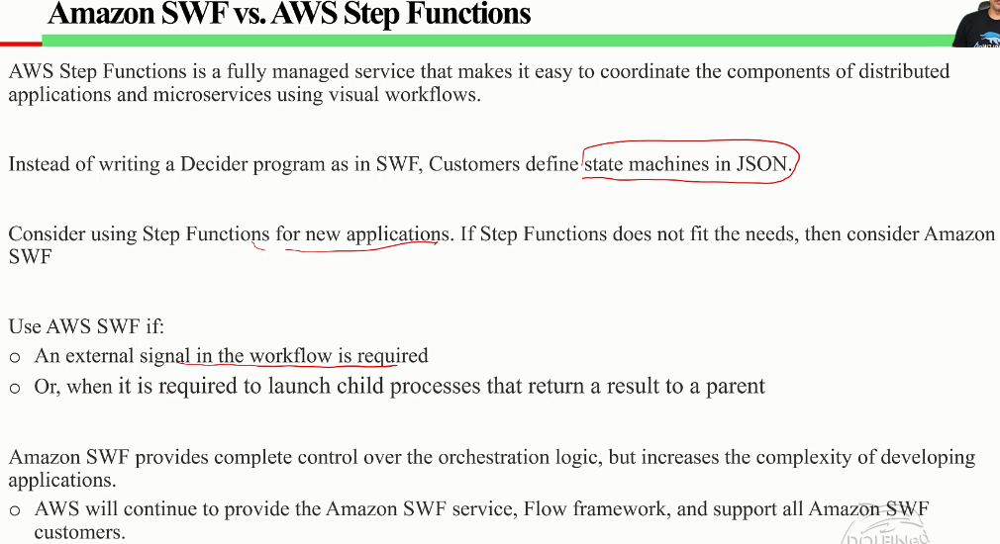 Amazon SWF vs. AWS Step Functions
AWS Step Functions is a fully managed service that makes it easy to coordinate the components of distributed
applications and microservices using visual workflows.
Instead of writing a Decider program as in SWF, Customers define state machines in JSON.
Consider using Step Functions for new applications. If Step Functions does not fit the needs, then consider Amazon
SWF
Use AWS SWF if:
o An external signal in the workflow is required
o Or, when it is required to launch child processes that return a result to a parent
Amazon SWF provides complete control over the orchestration logic, but increases the complexity of developing
applications.
o AWS will continue to provide the Amazon SWF service, Flow framework, and support all Amazon SWF
customers.